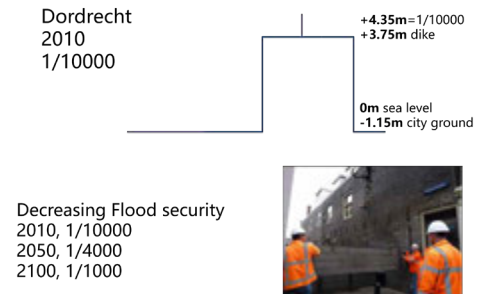 Dordrecht
2010
1/10000
+4.35m=1/10000
+3.75m dike
0m sea level
-1.15m city ground
Decreasing Flood security
2010, 1/10000
2050, 1/4000
2100, 1/1000